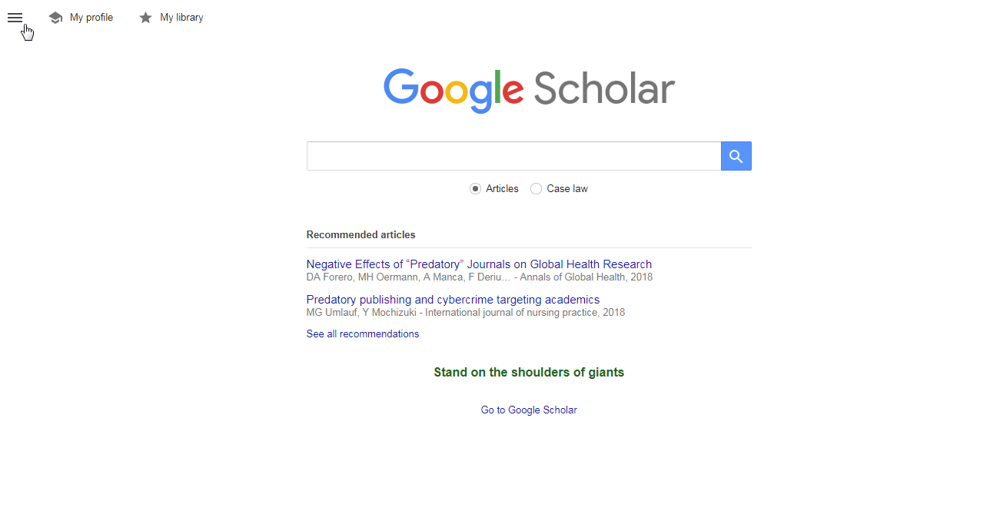 My profile
My library
Google Scholar
Articles
Case law
Recommended articles
Negative Effects of “Predatory” Journals on Global Health Research
DA Forero, MH Oermann, A Manca, F Deriu… - Annals of Global Health, 2018
Predatory publishing and cybercrime targeting academics
MG Umlauf, Y Mochizuki - International journal of nursing practice, 2018
See all recommendations
Stand on the shoulders of giants
Go to Google Scholar